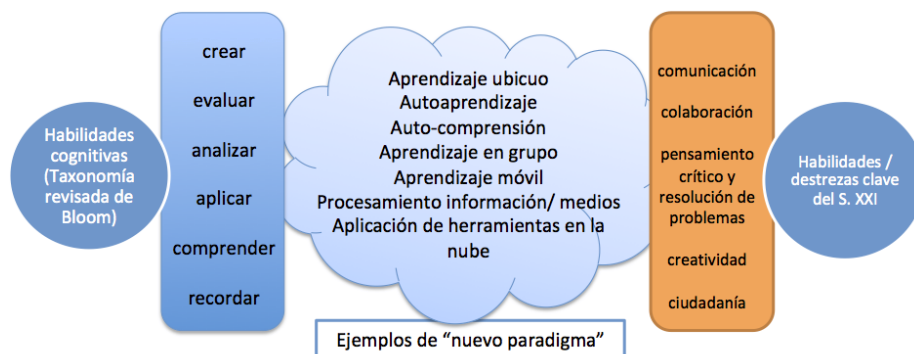 Habilidades
cognitivas
(Taxonomía
revisada de
Bloom)
crear
evaluar
analizar
aplicar
comprender
recordar
Aprendizaje ubicuo
Autoaprendizaje
Auto-comprensión
Aprendizaje en grupo
Aprendizaje móvil
Procesamiento información/ medios
Aplicación de herramientas en la
nube
Ejemplos de “nuevo paradigma”
comunicación
colaboración
pensamiento
crítico y
resolución de
problemas
creatividad
ciudadanía
Habilidades /
destrezas clave
del S. XXI